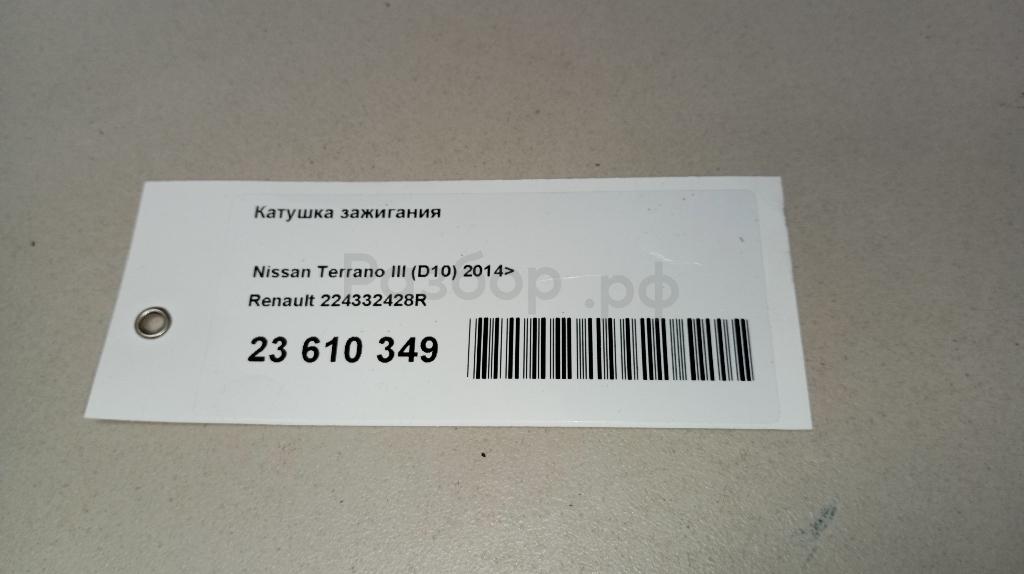 Катушка зажигания
Nissan Terrano III (D10) 2014>
Разбор.рф
Renault 224332428R
23 610 349